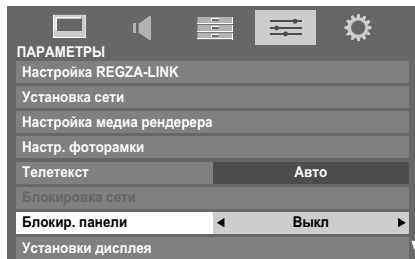 ПАРАМЕТРЫ
Настройка REGZA-LINK
Установка сети
Настройка медиа рендерера
Настр. фоторамки
Телетекст Авто
Блокировка сети
Блокир. панели Выкл
Установки дисплея